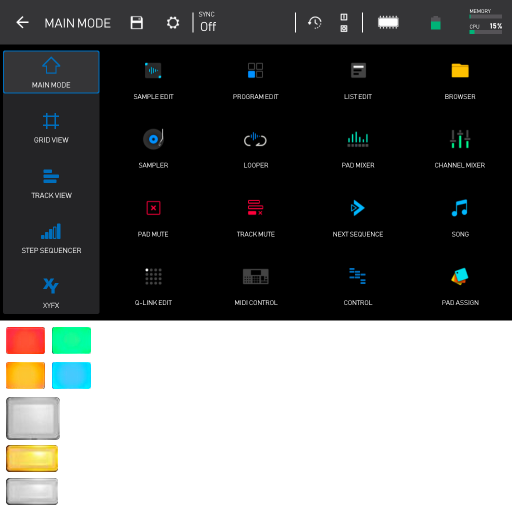 MAIN MODE
SYNC
Off
MEMORY
CPU 15%
MAIN MODE
GRID VIEW
TRACK VIEW
STEP SEQUENCER
XYFX
SAMPLE EDIT
PROGRAM EDIT
LIST EDIT
BROWSER
SAMPLER
LOOPER
PAD MIXER
CHANNEL MIXER
PAD MUTE
TRACK MUTE
NEXT SEQUENCE
SONG
Q-LINK EDIT
MIDI CONTROL
CONTROL
PAD ASSIGN